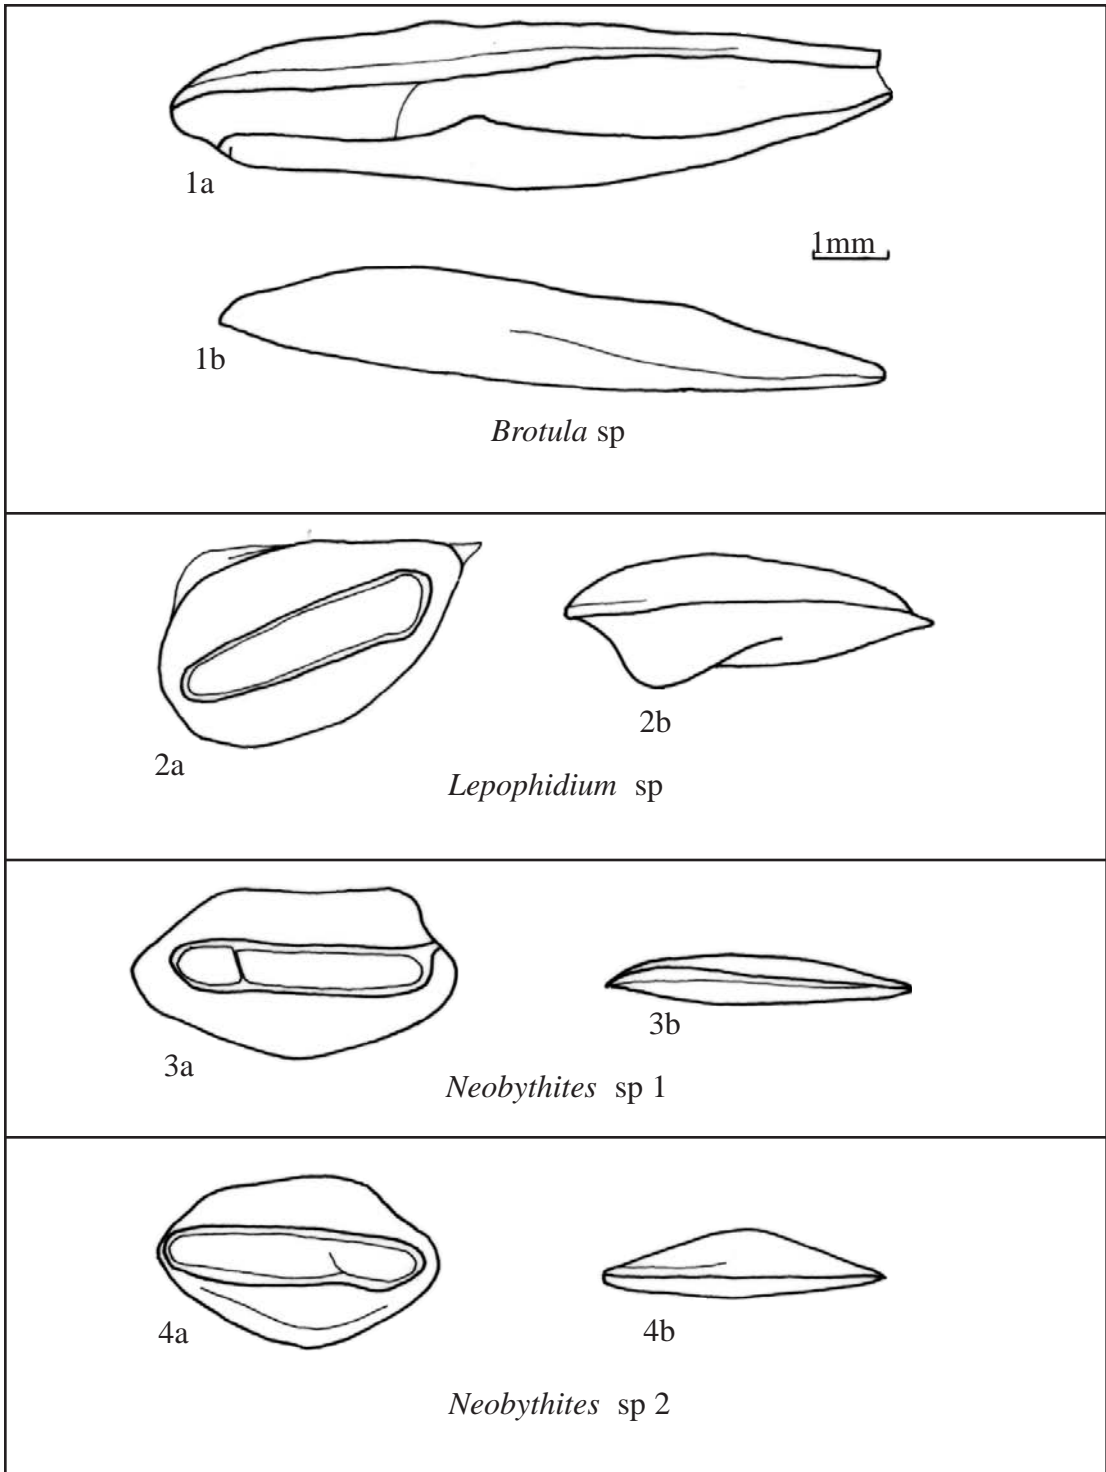 1a
1mm
1b
Brotula sp
2a
2b
Lepophidium sp
3a
3b
Neobythites sp 1
4a
4b
Neobythites sp 2